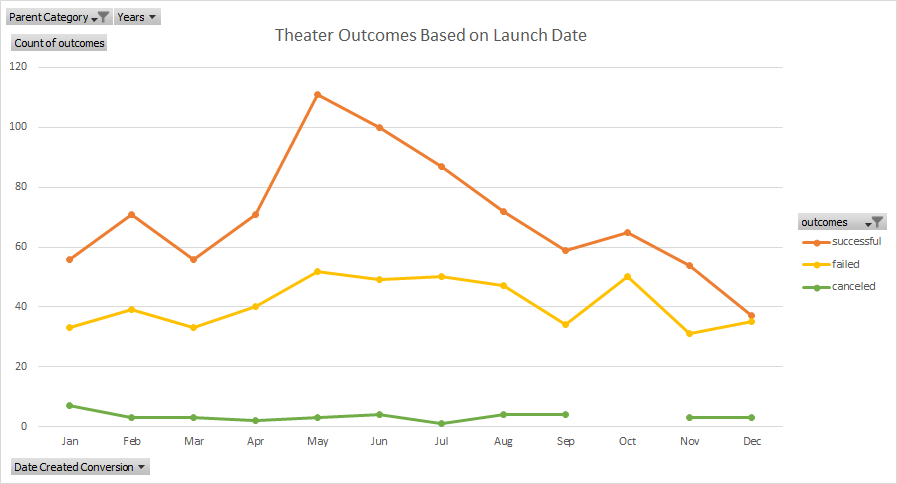 Parent Category Years
Count of outcomes
Theater Outcomes Based on Launch Date
120
100
80
60
40
20
0
Jan Feb Mar Apr May Jun Jul Aug Sep Oct Nov Dec
outcomes
successful
failed
canceled
Date Created Conversion